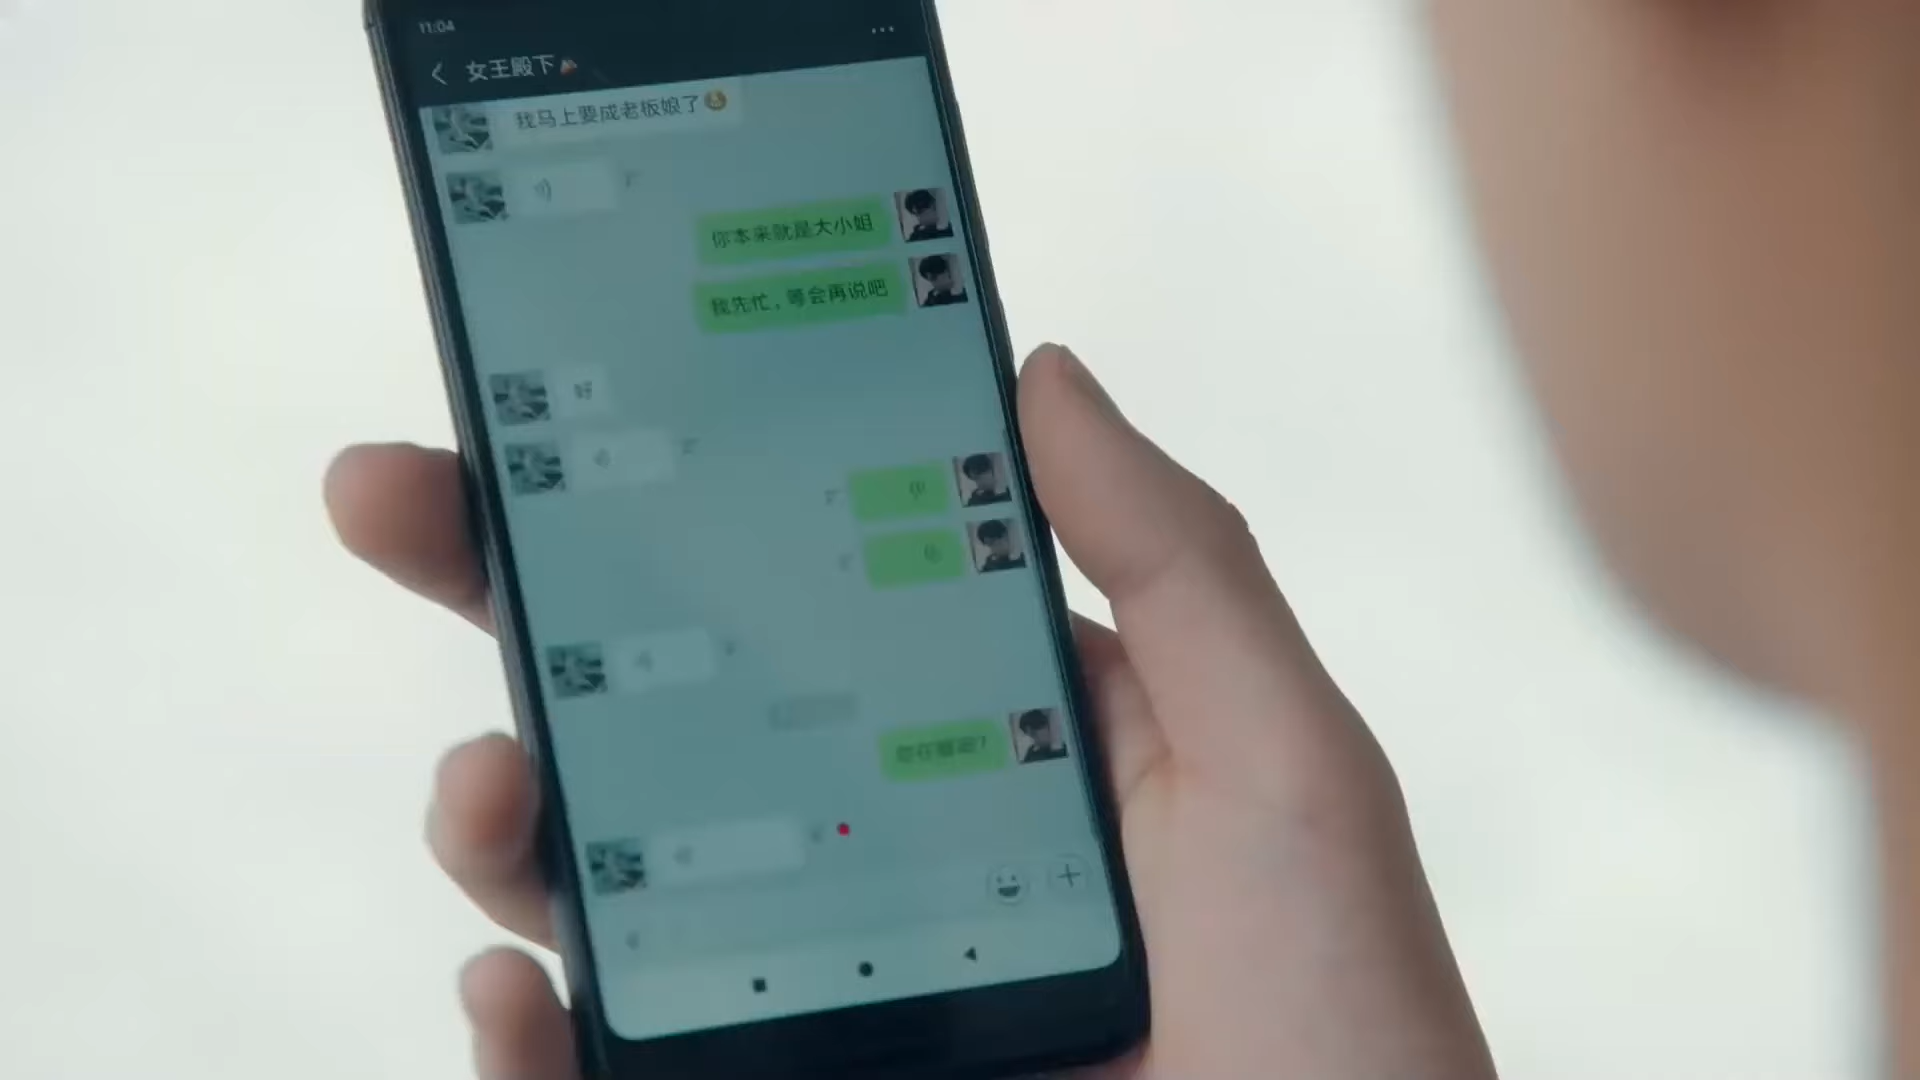 11:04
女王殿下
我马上要成老板娘了
你本来就是大小姐
我先忙，等会再说吧
好